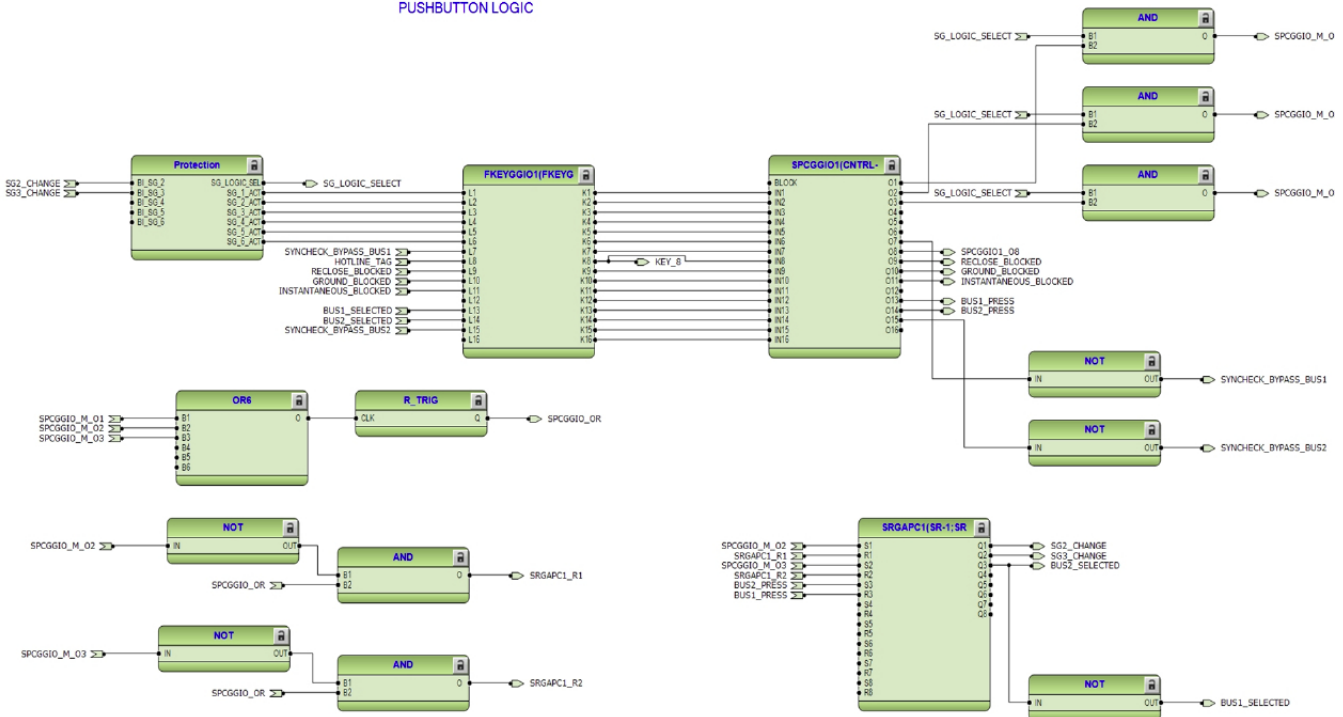 PUSHBUTTON LOGIC
AND
SG_LOGIC_SELECT
B1
B2
O
SPCGGIO_M_O
AND
SG_LOGIC_SELECT
B1
B2
O
SPCGGIO_M_O
AND
SG_LOGIC_SELECT
B1
B2
O
SPCGGIO_M_O
Protection
SG2_CHANGE
SG3_CHANGE
BI_SG_2
BI_SG_3
BI_SG_4
BI_SG_5
BI_SG_6
SG_LOGIC_SEL
SG_1_ACT
SG_2_ACT
SG_3_ACT
SG_4_ACT
SG_5_ACT
SG_6_ACT
SG_LOGIC_SELECT
SYNCHECK_BYPASS_BUS1
HOTLINE_TAG
RECLOSE_BLOCKED
GROUND_BLOCKED
INSTANTANEOUS_BLOCKED
BUS1_SELECTED
BUS2_SELECTED
SYNCHECK_BYPASS_BUS2
FKEYGGIO1(FKEYG
L1
L2
L3
L4
L5
L6
L7
L8
L9
L10
L11
L12
L13
L14
L15
L16
K1
K2
K3
K4
K5
K6
K7
K8
K9
K10
K11
K12
K13
K14
K15
K16
KEY_8
SPCGGIO1(CNTRL-
BLOCK
IN1
IN2
IN3
IN4
IN5
IN6
IN7
IN8
IN9
IN10
IN11
IN12
IN13
IN14
IN15
IN16
O1
O2
O3
O4
O5
O6
O7
O8
O9
O10
O11
O12
O13
O14
O15
O16
SPCGGIO1_O8
RECLOSE_BLOCKED
GROUND_BLOCKED
INSTANTANEOUS_BLOCKED
BUS1_PRESS
BUS2_PRESS
NOT
IN
OUT
SYNCHECK_BYPASS_BUS1
NOT
IN
OUT
SYNCHECK_BYPASS_BUS2
OR6
SPCGGIO_M_O1
SPCGGIO_M_O2
SPCGGIO_M_O3
B1
B2
B3
B4
B5
B6
O
R_TRIG
CLK
Q
SPCGGIO_OR
NOT
SPCGGIO_M_O2
IN
OUT
AND
SPCGGIO_OR
B1
B2
O
SRGAPC1_R1
NOT
SPCGGIO_M_O3
IN
OUT
AND
SPCGGIO_OR
B1
B2
O
SRGAPC1_R2
SRGAPC1(SR-1;SR
SPCGGIO_M_O2
SRGAPC1_R1
SPCGGIO_M_O3
SRGAPC1_R2
BUS2_PRESS
BUS1_PRESS
S1
R1
S2
R2
S3
R3
S4
R4
S5
R5
S6
R6
S7
R7
S8
R8
Q1
Q2
Q3
Q4
Q5
Q6
Q7
Q8
SG2_CHANGE
SG3_CHANGE
BUS2_SELECTED
NOT
IN
OUT
BUS1_SELECTED